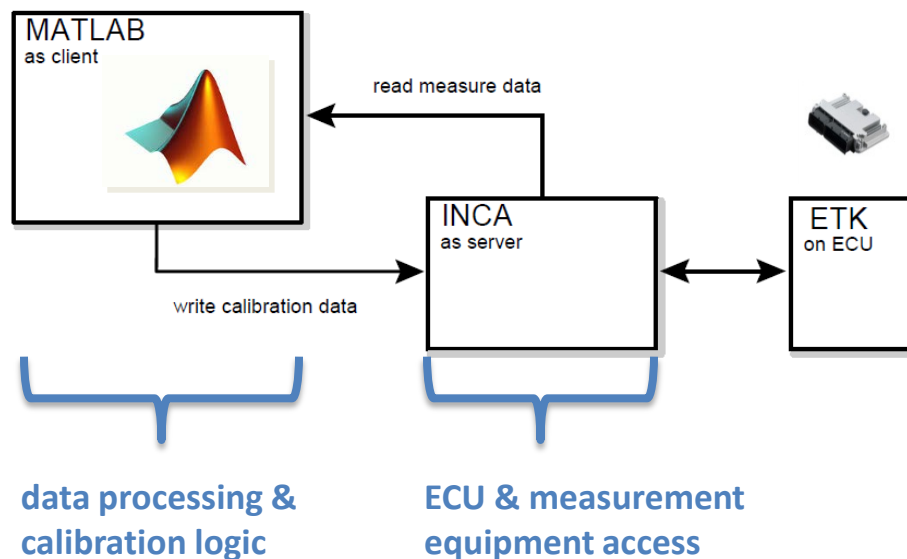 MATLAB
as client
read measure data
INCA
as server
ETK
on ECU
write calibration data
data processing &
calibration logic
ECU & measurement
equipment access